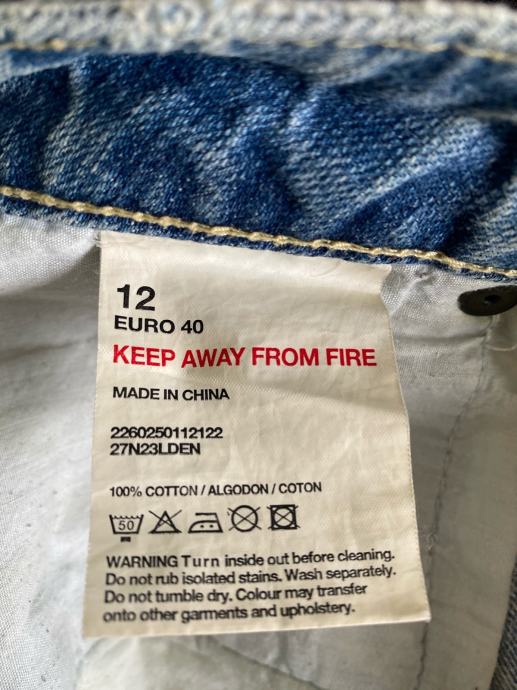 12
EURO 40
KEEP AWAY FROM FIRE
MADE IN CHINA
2260250112122
27N23LDEN
100% COTTON / ALGODON / COTON
50
WARNING Turn inside out before cleaning.
Do not rub isolated stains. Wash separately.
Do not tumble dry. Colour may transfer
onto other garments and upholstery.